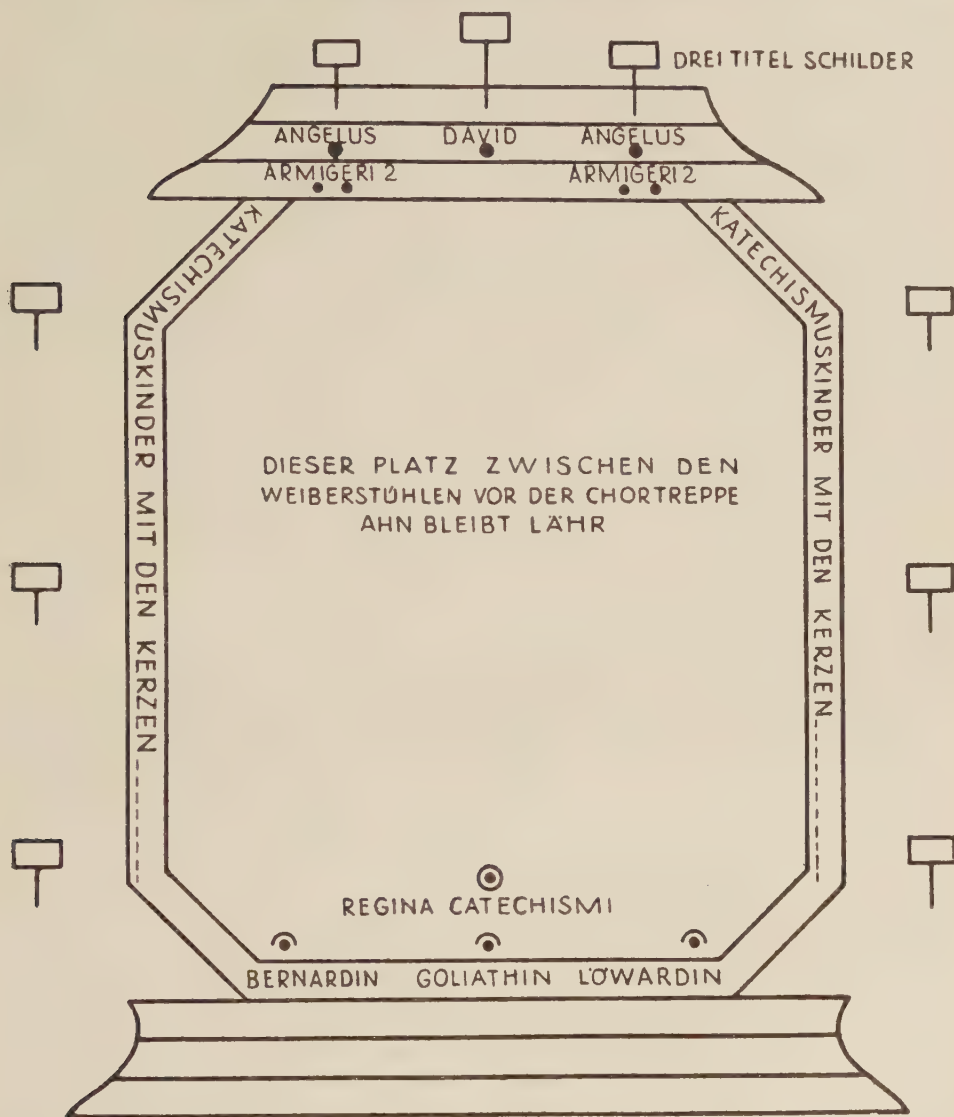 DREI TITEL SCHILDER
ANGELUS DAVID ANGELUS
ARMIGERI 2 ARMIGERI 2
KATECHISMUSKINDER MIT DEN KERZEN
KATECHISMUSKINDER MIT DEN KERZEN
DIESER PLATZ ZWISCHEN DEN
WEIBERSTÜHLEN VOR DER CHORTREPPE
AHN BLEIBT LÄHR
REGINA CATECHISMI
BERNARDIN GOLIATHIN LÖWARDIN